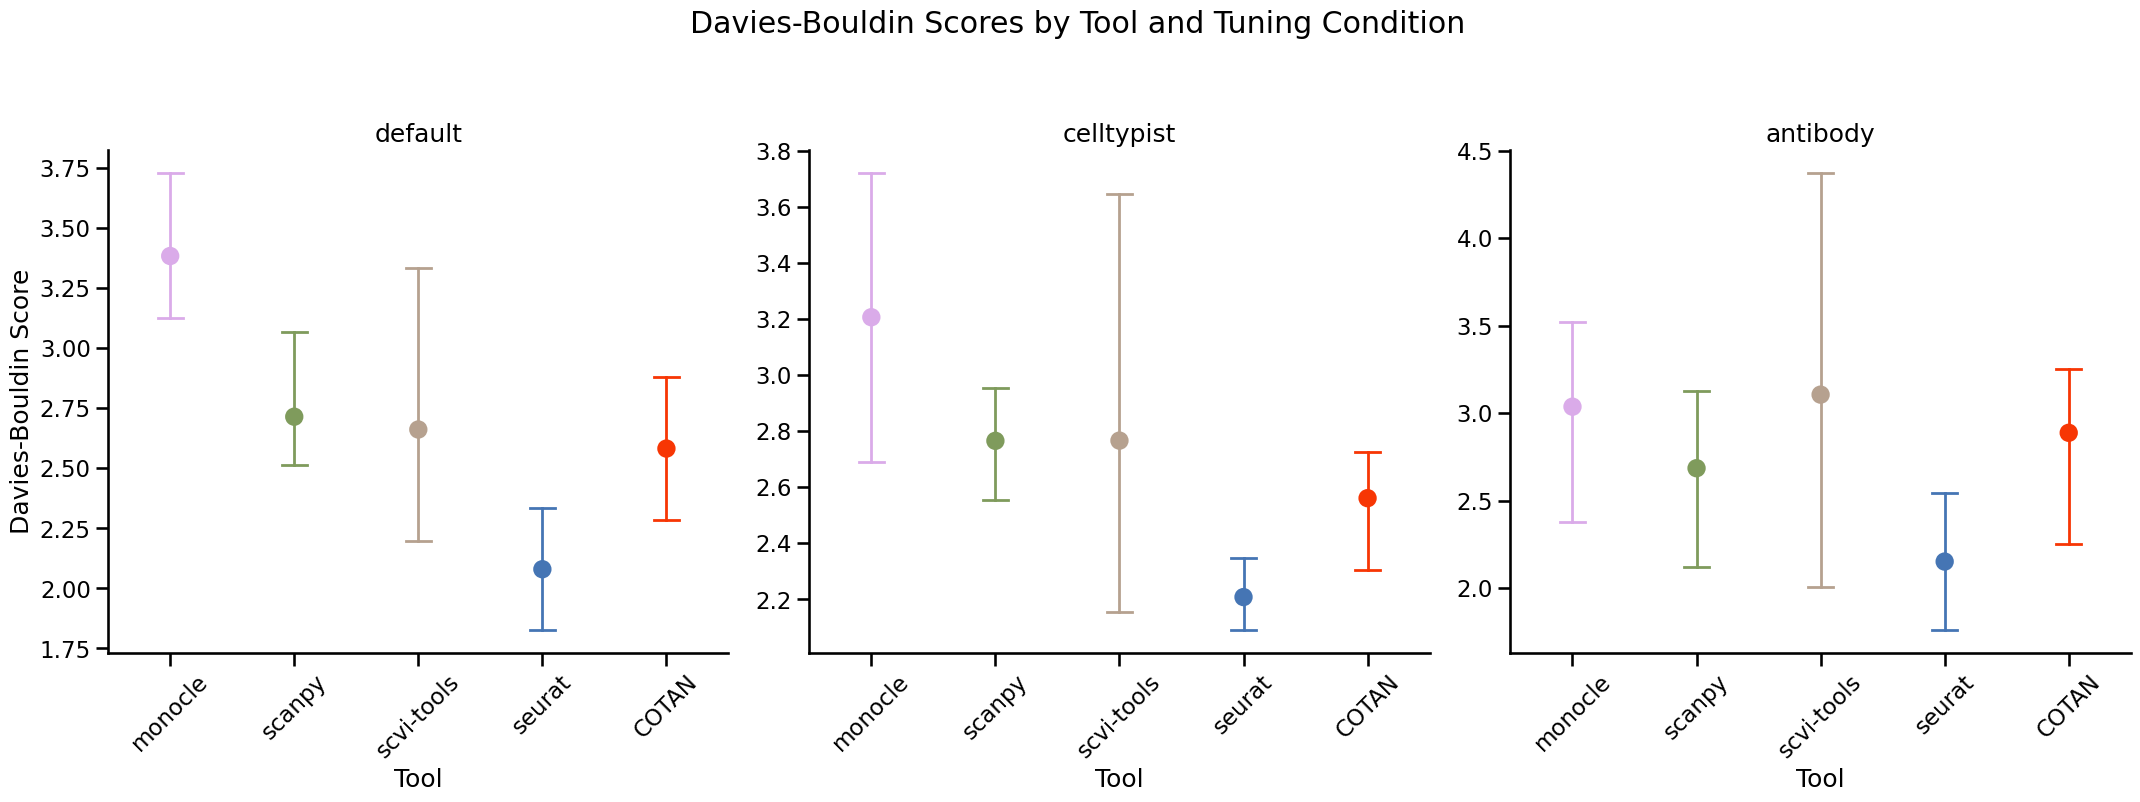 Davies-Bouldin Scores by Tool and Tuning Condition
default
Davies-Bouldin Score
3.75
3.50
3.25
3.00
2.75
2.50
2.25
2.00
1.75
monocle
scanpy
scvi-tools
seurat
COTAN
Tool
celltypist
3.8
3.6
3.4
3.2
3.0
2.8
2.6
2.4
2.2
monocle
scanpy
scvi-tools
seurat
COTAN
Tool
antibody
4.5
4.0
3.5
3.0
2.5
2.0
monocle
scanpy
scvi-tools
seurat
COTAN
Tool